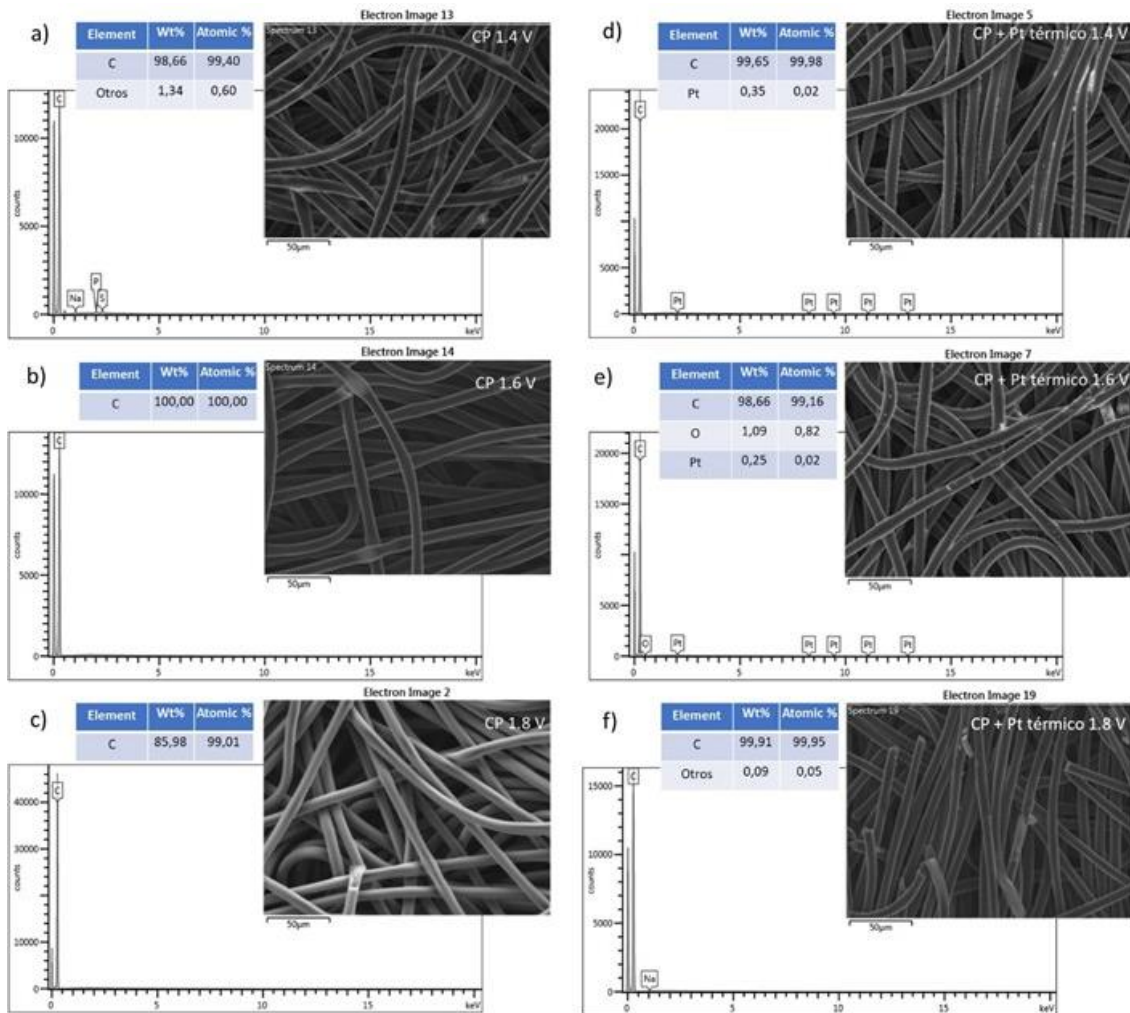 a)
Electron Image 13
Element Wt% Atomic %
C 98,66 99,40
Otros 1,34 0,60
Spectrum 13
CP 1.4 V
C
10000
5000
0
counts
Na P S
0 5 10 15 keV
50µm
d)
Electron Image 5
Element Wt% Atomic %
C 99,65 99,98
Pt 0,35 0,02
CP + Pt térmico 1.4 V
C
20000
15000
10000
5000
0
counts
Pt Pt Pt Pt Pt
0 5 10 15 keV
50µm
b)
Electron Image 14
Element Wt% Atomic %
C 100,00 100,00
Spectrum 14
CP 1.6 V
C
10000
5000
0
counts
0 5 10 15 keV
50µm
e)
Electron Image 7
Element Wt% Atomic %
C 98,66 99,16
O 1,09 0,82
Pt 0,25 0,02
CP + Pt térmico 1.6 V
C
20000
15000
10000
5000
0
counts
O Pt Pt Pt Pt Pt
0 5 10 15 keV
50µm
c)
Electron Image 2
Element Wt% Atomic %
C 85,98 99,01
CP 1.8 V
C
40000
30000
10000
0
counts
0 5 10 15 keV
50µm
f)
Electron Image 19
Element Wt% Atomic %
C 99,91 99,95
Otros 0,09 0,05
Spectrum 19
CP + Pt térmico 1.8 V
C
15000
10000
5000
0
counts
Na
0 5 10 15 keV
50µm